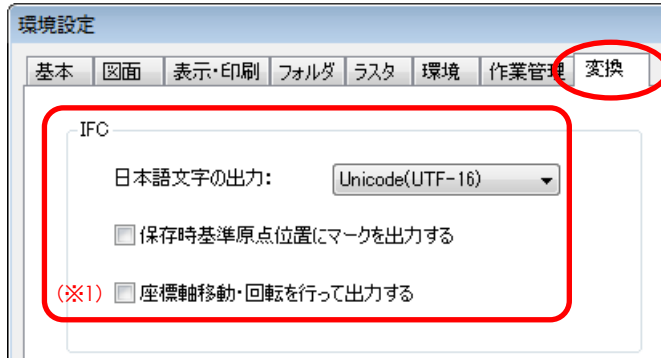 環境設定
基本 図面 表示・印刷 フォルダ ラスタ 環境 作業管理 変換
IFC
日本語文字の出力: Unicode(UTF-16)
保存時基準原点位置にマークを出力する
(※1) 座標軸移動・回転を行って出力する